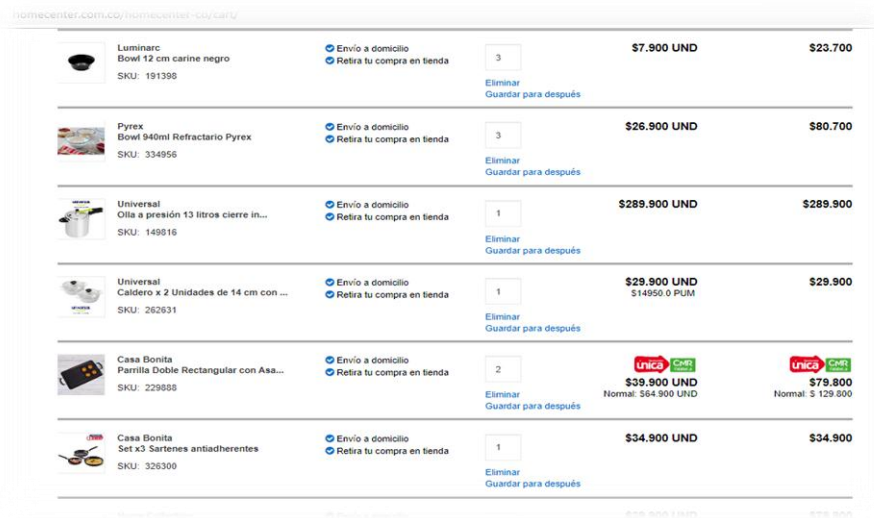 homecenter.com.co/homecenter-co/cart/
Luminarc
Bowl 12 cm carine negro
SKU: 191398
Envío a domicilio
Retira tu compra en tienda
3
Eliminar
Guardar para después
$7.900 UND
$23.700
Pyrex
Bowl 940ml Refractario Pyrex
SKU: 334956
Envío a domicilio
Retira tu compra en tienda
3
Eliminar
Guardar para después
$26.900 UND
$80.700
Universal
Olla a presión 13 litros cierre in...
SKU: 149816
Envío a domicilio
Retira tu compra en tienda
1
Eliminar
Guardar para después
$289.900 UND
$289.900
Universal
Caldero x 2 Unidades de 14 cm con ...
SKU: 262631
Envío a domicilio
Retira tu compra en tienda
1
Eliminar
Guardar para después
$29.900 UND
$14950.0 PUM
$29.900
Casa Bonita
Parrilla Doble Rectangular con Asa...
SKU: 229888
Envío a domicilio
Retira tu compra en tienda
2
Eliminar
Guardar para después
única CMR
$39.900 UND
Normal: $64.900 UND
única CMR
$79.800
Normal: $ 129.800
Casa Bonita
Set x3 Sartenes antiadherentes
SKU: 326300
Envío a domicilio
Retira tu compra en tienda
1
Eliminar
Guardar para después
$34.900 UND
$34.900